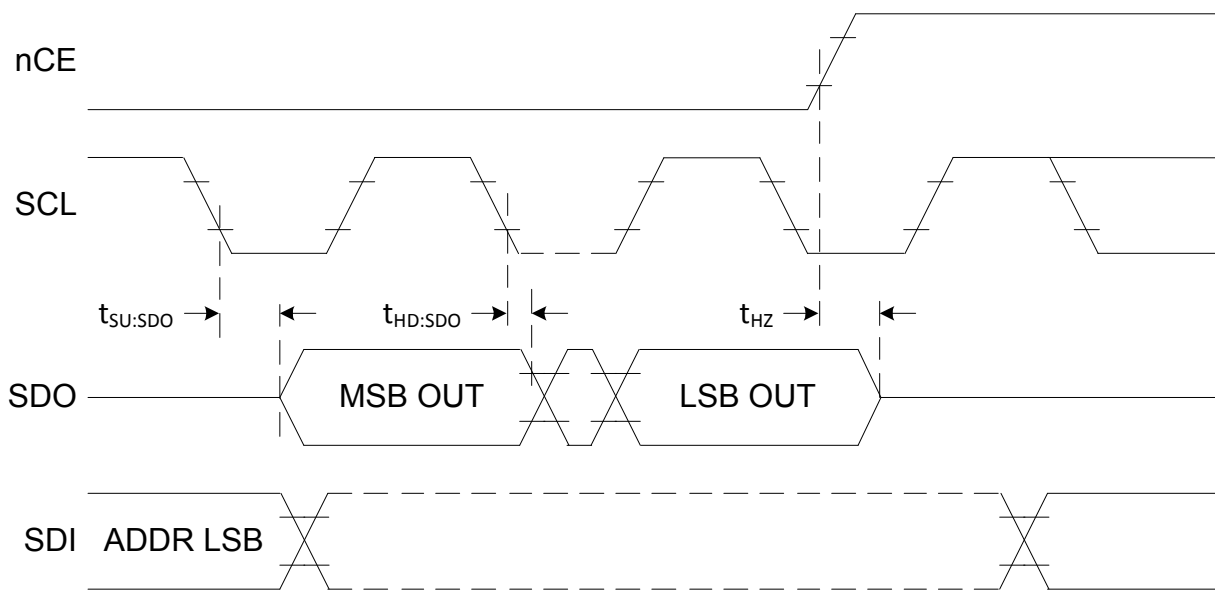 nCE
SCL
tSU:SDO
tHD:SDO
tHZ
SDO
MSB OUT
LSB OUT
SDI
ADDR LSB